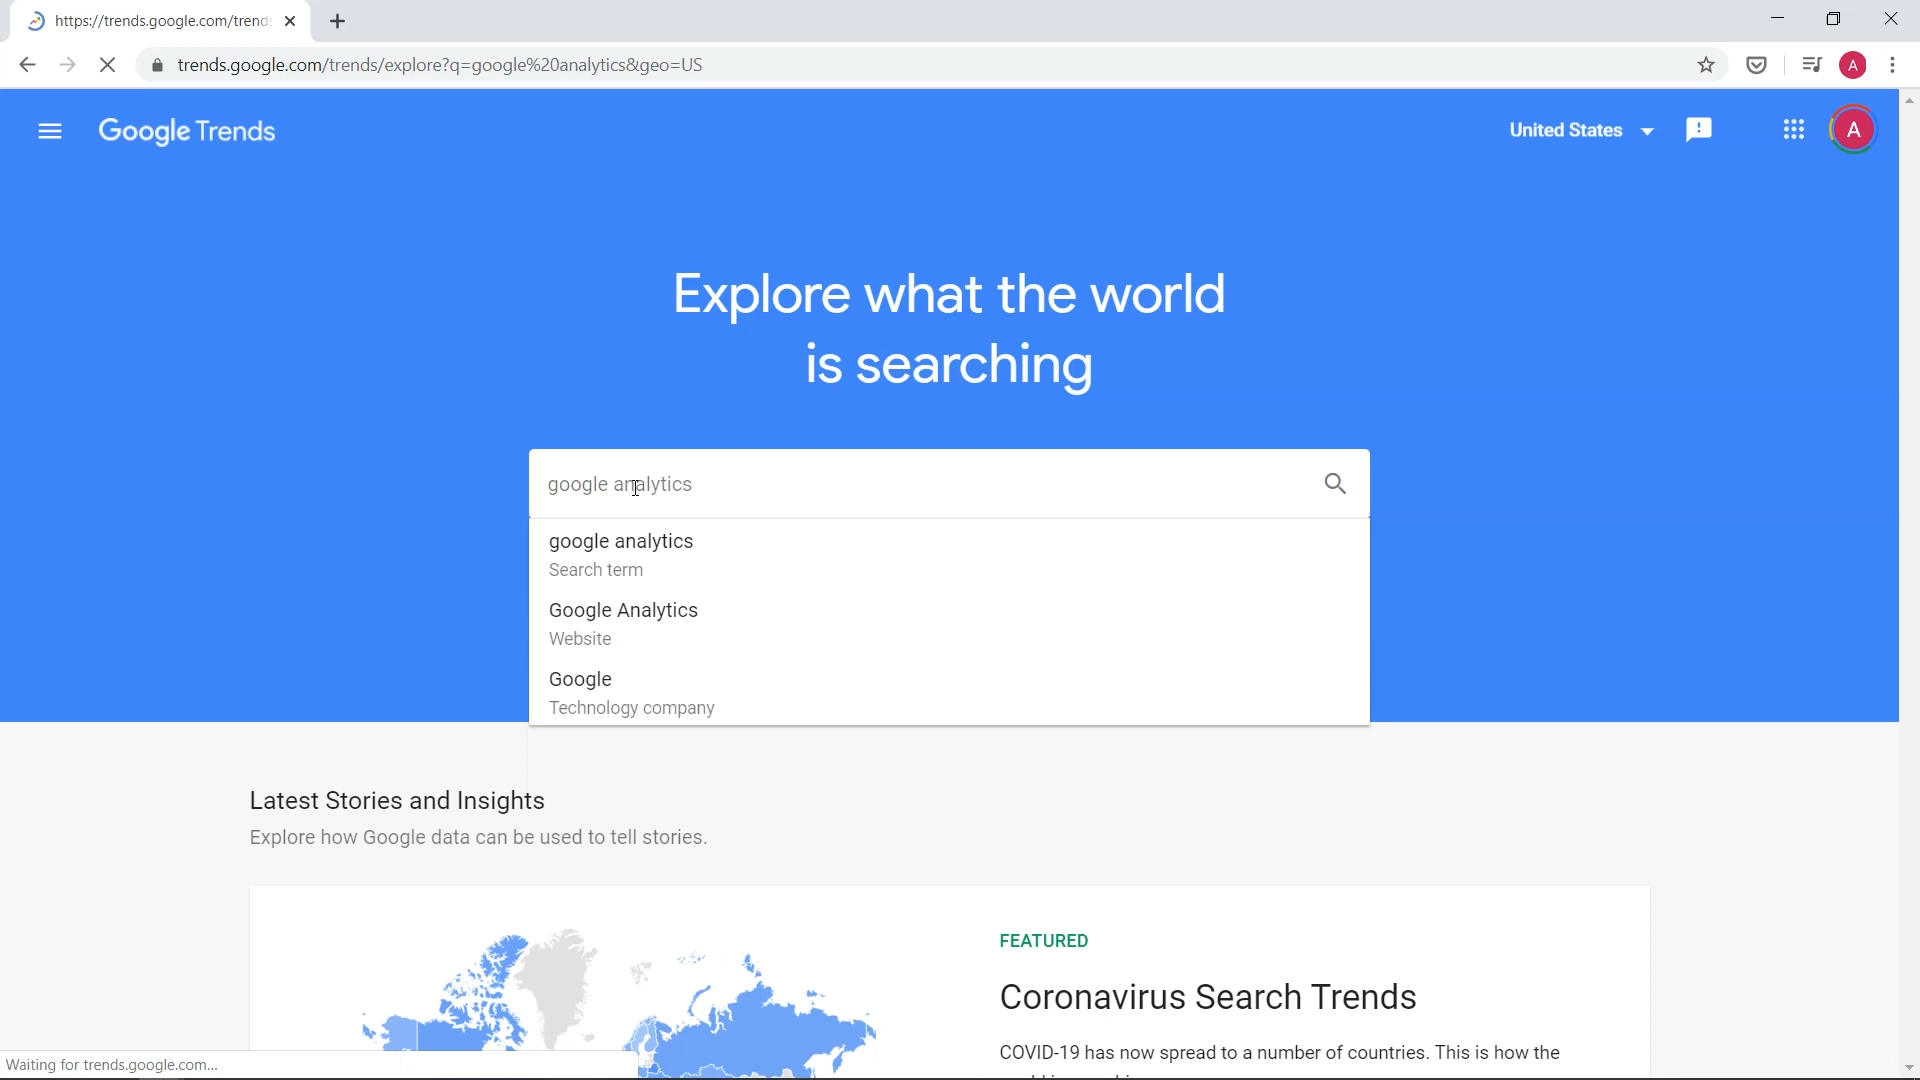 https://trends.google.com/trend
trends.google.com/trends/explore?q=google%20analytics&geo=US
A
Google Trends
United States
A
Explore what the world
is searching
google analytics
google analytics
Search term
Google Analytics
Website
Google
Technology company
Latest Stories and Insights
Explore how Google data can be used to tell stories.
FEATURED
Coronavirus Search Trends
COVID-19 has now spread to a number of countries. This is how the
Waiting for trends.google.com...